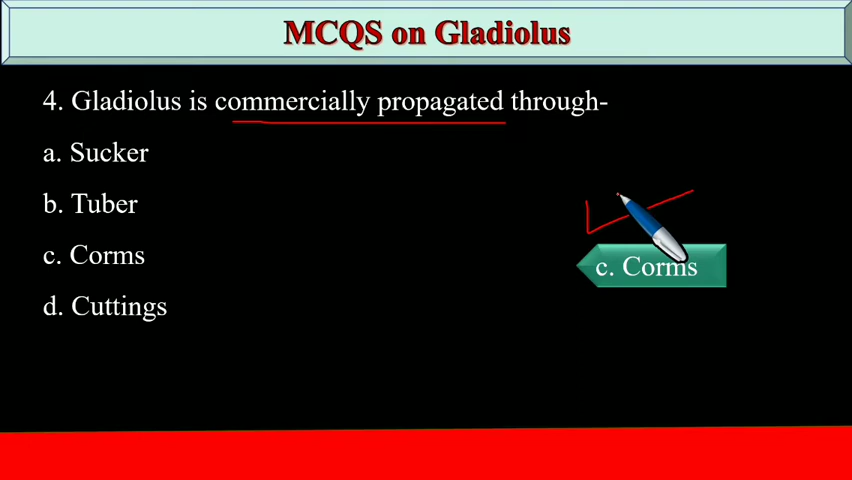 MCQS on Gladiolus
4. Gladiolus is commercially propagated through-
a. Sucker
b. Tuber
c. Corms
d. Cuttings
c. Corms